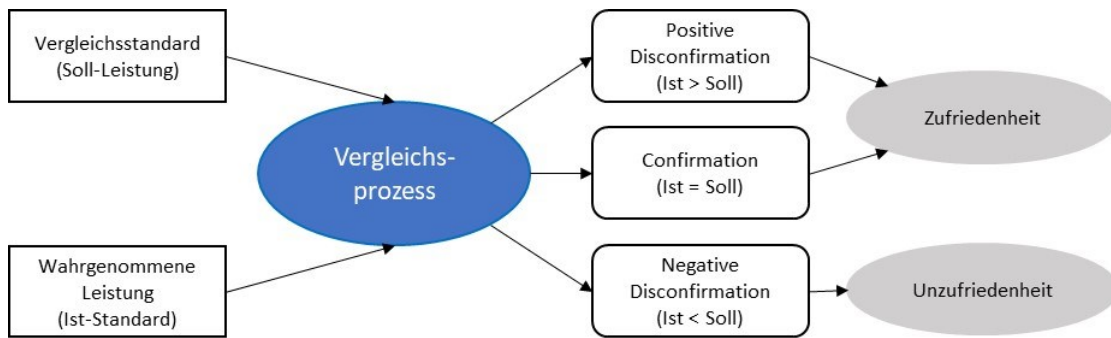 Vergleichsstandard
(Soll-Leistung)
Wahrgenommene
Leistung
(Ist-Standard)
Vergleichs-
prozess
Positive
Disconfirmation
(Ist > Soll)
Confirmation
(Ist = Soll)
Negative
Disconfirmation
(Ist < Soll)
Zufriedenheit
Unzufriedenheit